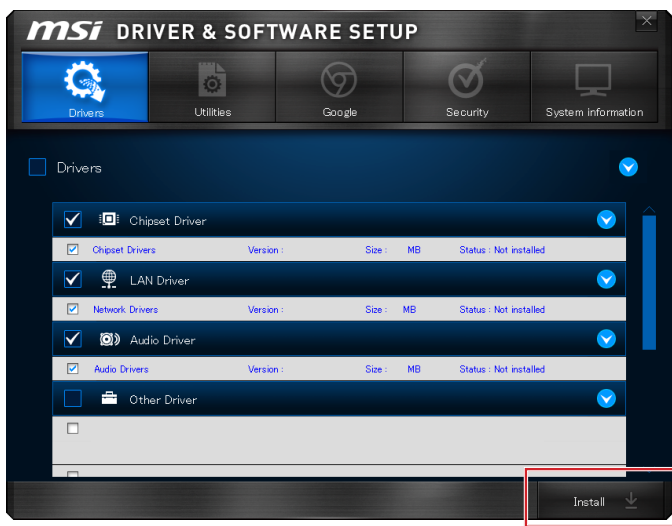 msi DRIVER & SOFTWARE SETUP
Drivers Utilities Google Security System information
Drivers
Chipset Driver
Chipset Drivers Version : Size : MB Status : Not installed
LAN Driver
Network Drivers Version : Size : MB Status : Not installed
Audio Driver
Audio Drivers Version : Size : MB Status : Not installed
Other Driver
Install